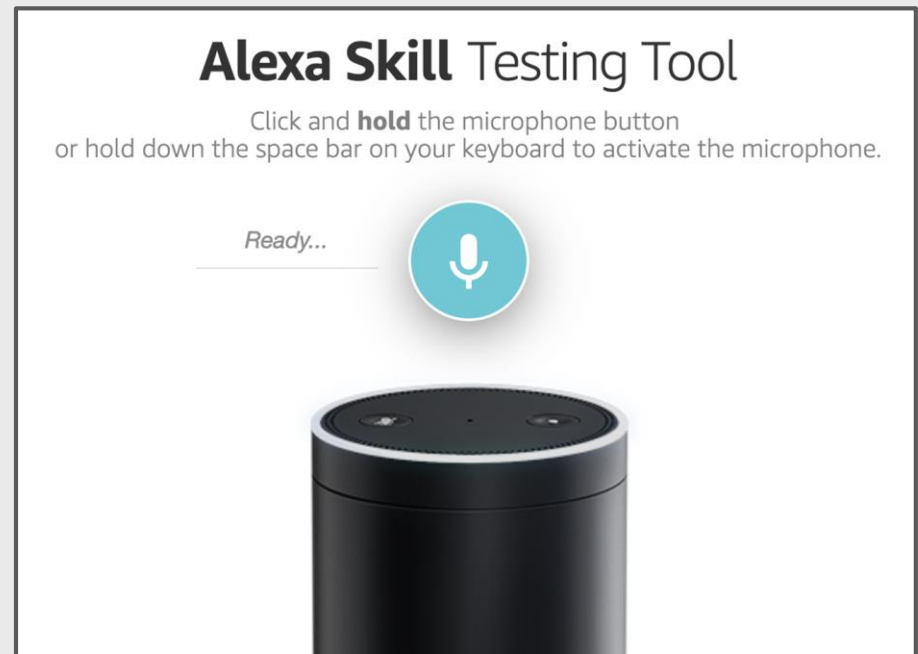 Alexa Skill Testing Tool
Click and hold the microphone button
or hold down the space bar on your keyboard to activate the microphone.
Ready...